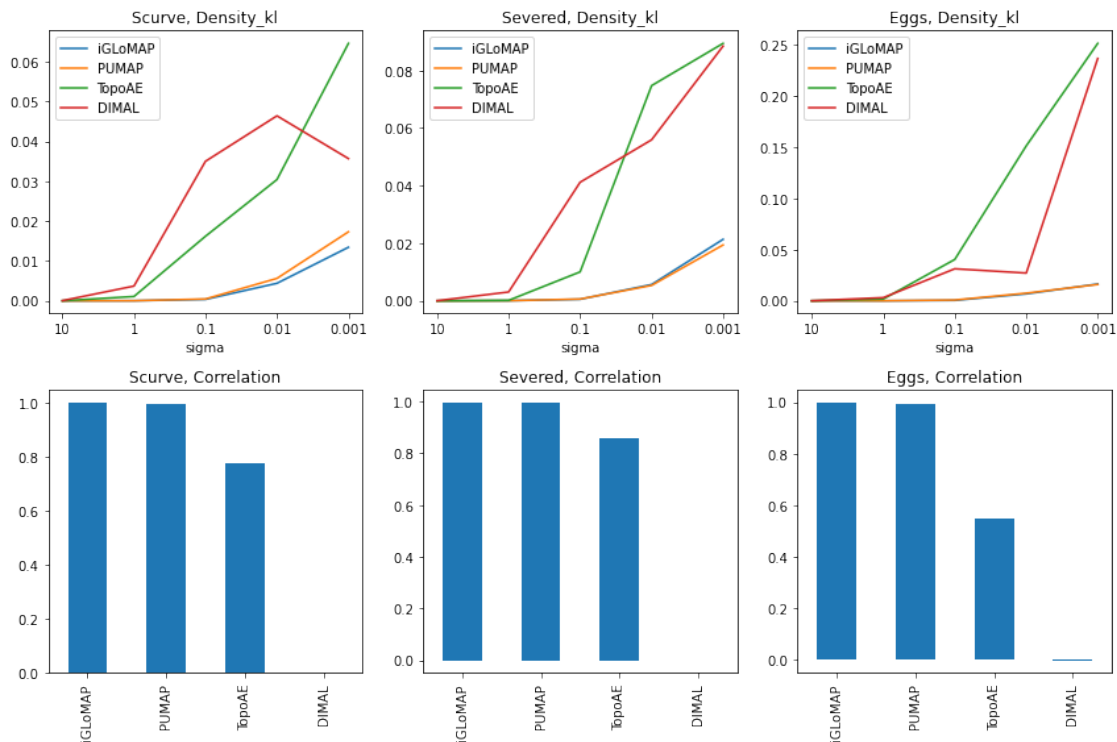 Scurve, Density_kl
iGLoMAP
PUMAP
TopoAE
DIMAL
0.06
0.05
0.04
0.03
0.02
0.01
0.00
10 1 0.1 0.01 0.001
sigma
Severed, Density_kl
iGLoMAP
PUMAP
TopoAE
DIMAL
0.08
0.06
0.04
0.02
0.00
10 1 0.1 0.01 0.001
sigma
Eggs, Density_kl
iGLoMAP
PUMAP
TopoAE
DIMAL
0.25
0.20
0.15
0.10
0.05
0.00
10 1 0.1 0.01 0.001
sigma
Scurve, Correlation
1.0
0.8
0.6
0.4
0.2
0.0
iGLoMAP
PUMAP
TopoAE
DIMAL
Severed, Correlation
1.0
0.8
0.6
0.4
0.2
0.0
iGLoMAP
PUMAP
TopoAE
DIMAL
Eggs, Correlation
1.0
0.8
0.6
0.4
0.2
0.0
iGLoMAP
PUMAP
TopoAE
DIMAL